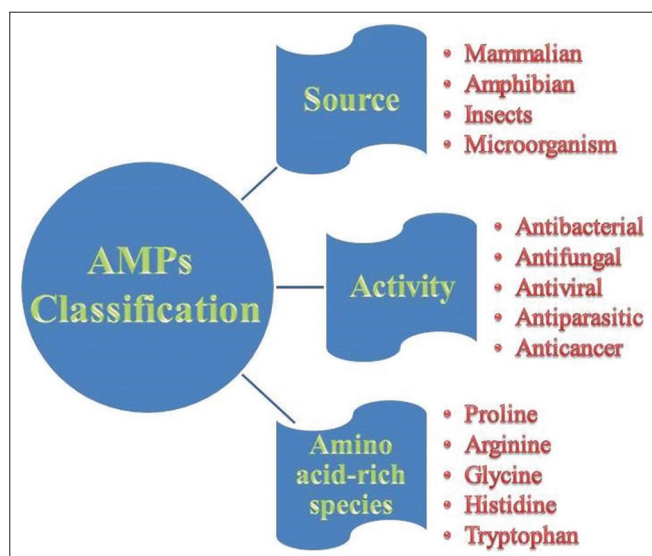 AMPs
Classification
Source
• Mammalian
• Amphibian
• Insects
• Microorganism
Activity
• Antibacterial
• Antifungal
• Antiviral
• Antiparasitic
• Anticancer
Amino
acid-rich
species
• Proline
• Arginine
• Glycine
• Histidine
• Tryptophan